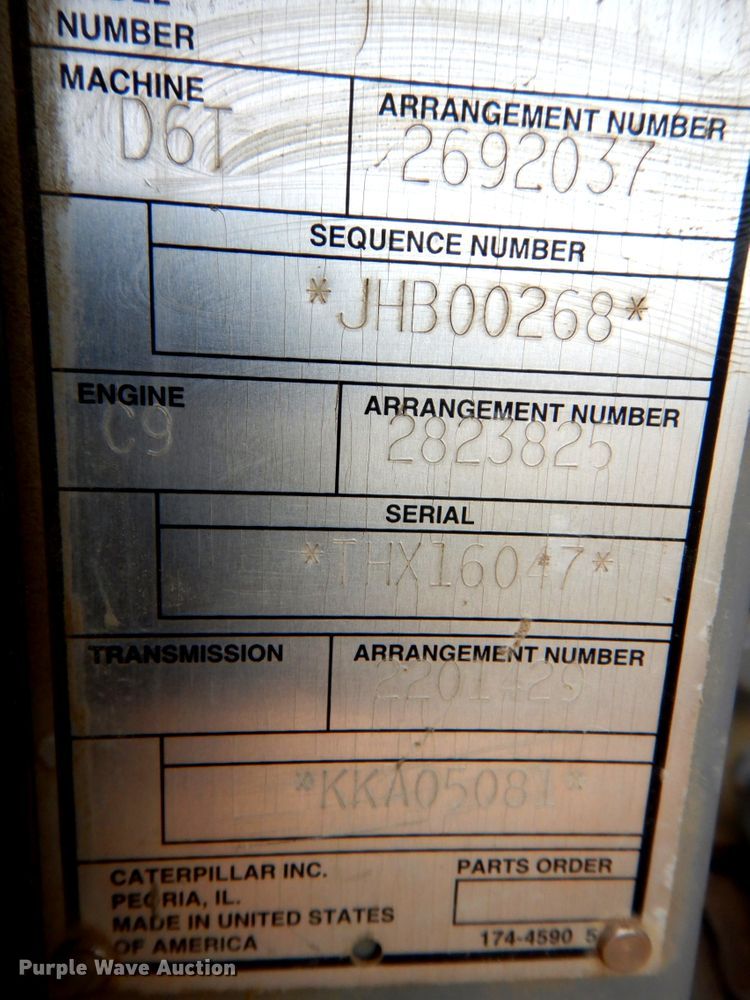 NUMBER
MACHINE
D6T
ARRANGEMENT NUMBER
2692037
SEQUENCE NUMBER
*JHB00268*
ENGINE
C9
ARRANGEMENT NUMBER
2823825
SERIAL
*THX16047*
TRANSMISSION
ARRANGEMENT NUMBER
2201429
*KKA05081*
CATERPILLAR INC.
PEORIA, IL.
MADE IN UNITED STATES
OF AMERICA
PARTS ORDER
174-4590
Purple Wave Auction